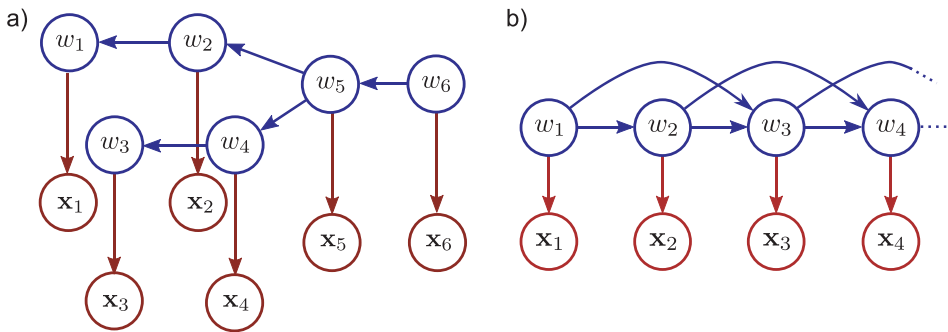 a)
w₁ w₂ w₅ w₆
w₃ w₄
x₁ x₂
x₅ x₆
x₃ x₄
b)
w₁ w₂ w₃ w₄
x₁ x₂ x₃ x₄